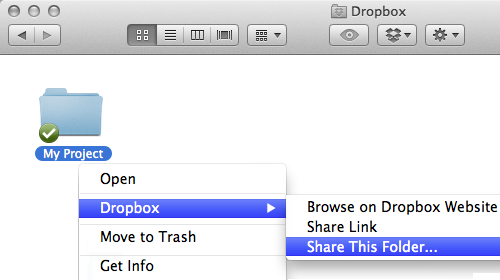 Dropbox
My Project
Open
Dropbox
Browse on Dropbox Website
Share Link
Move to Trash
Share This Folder...
Get Info